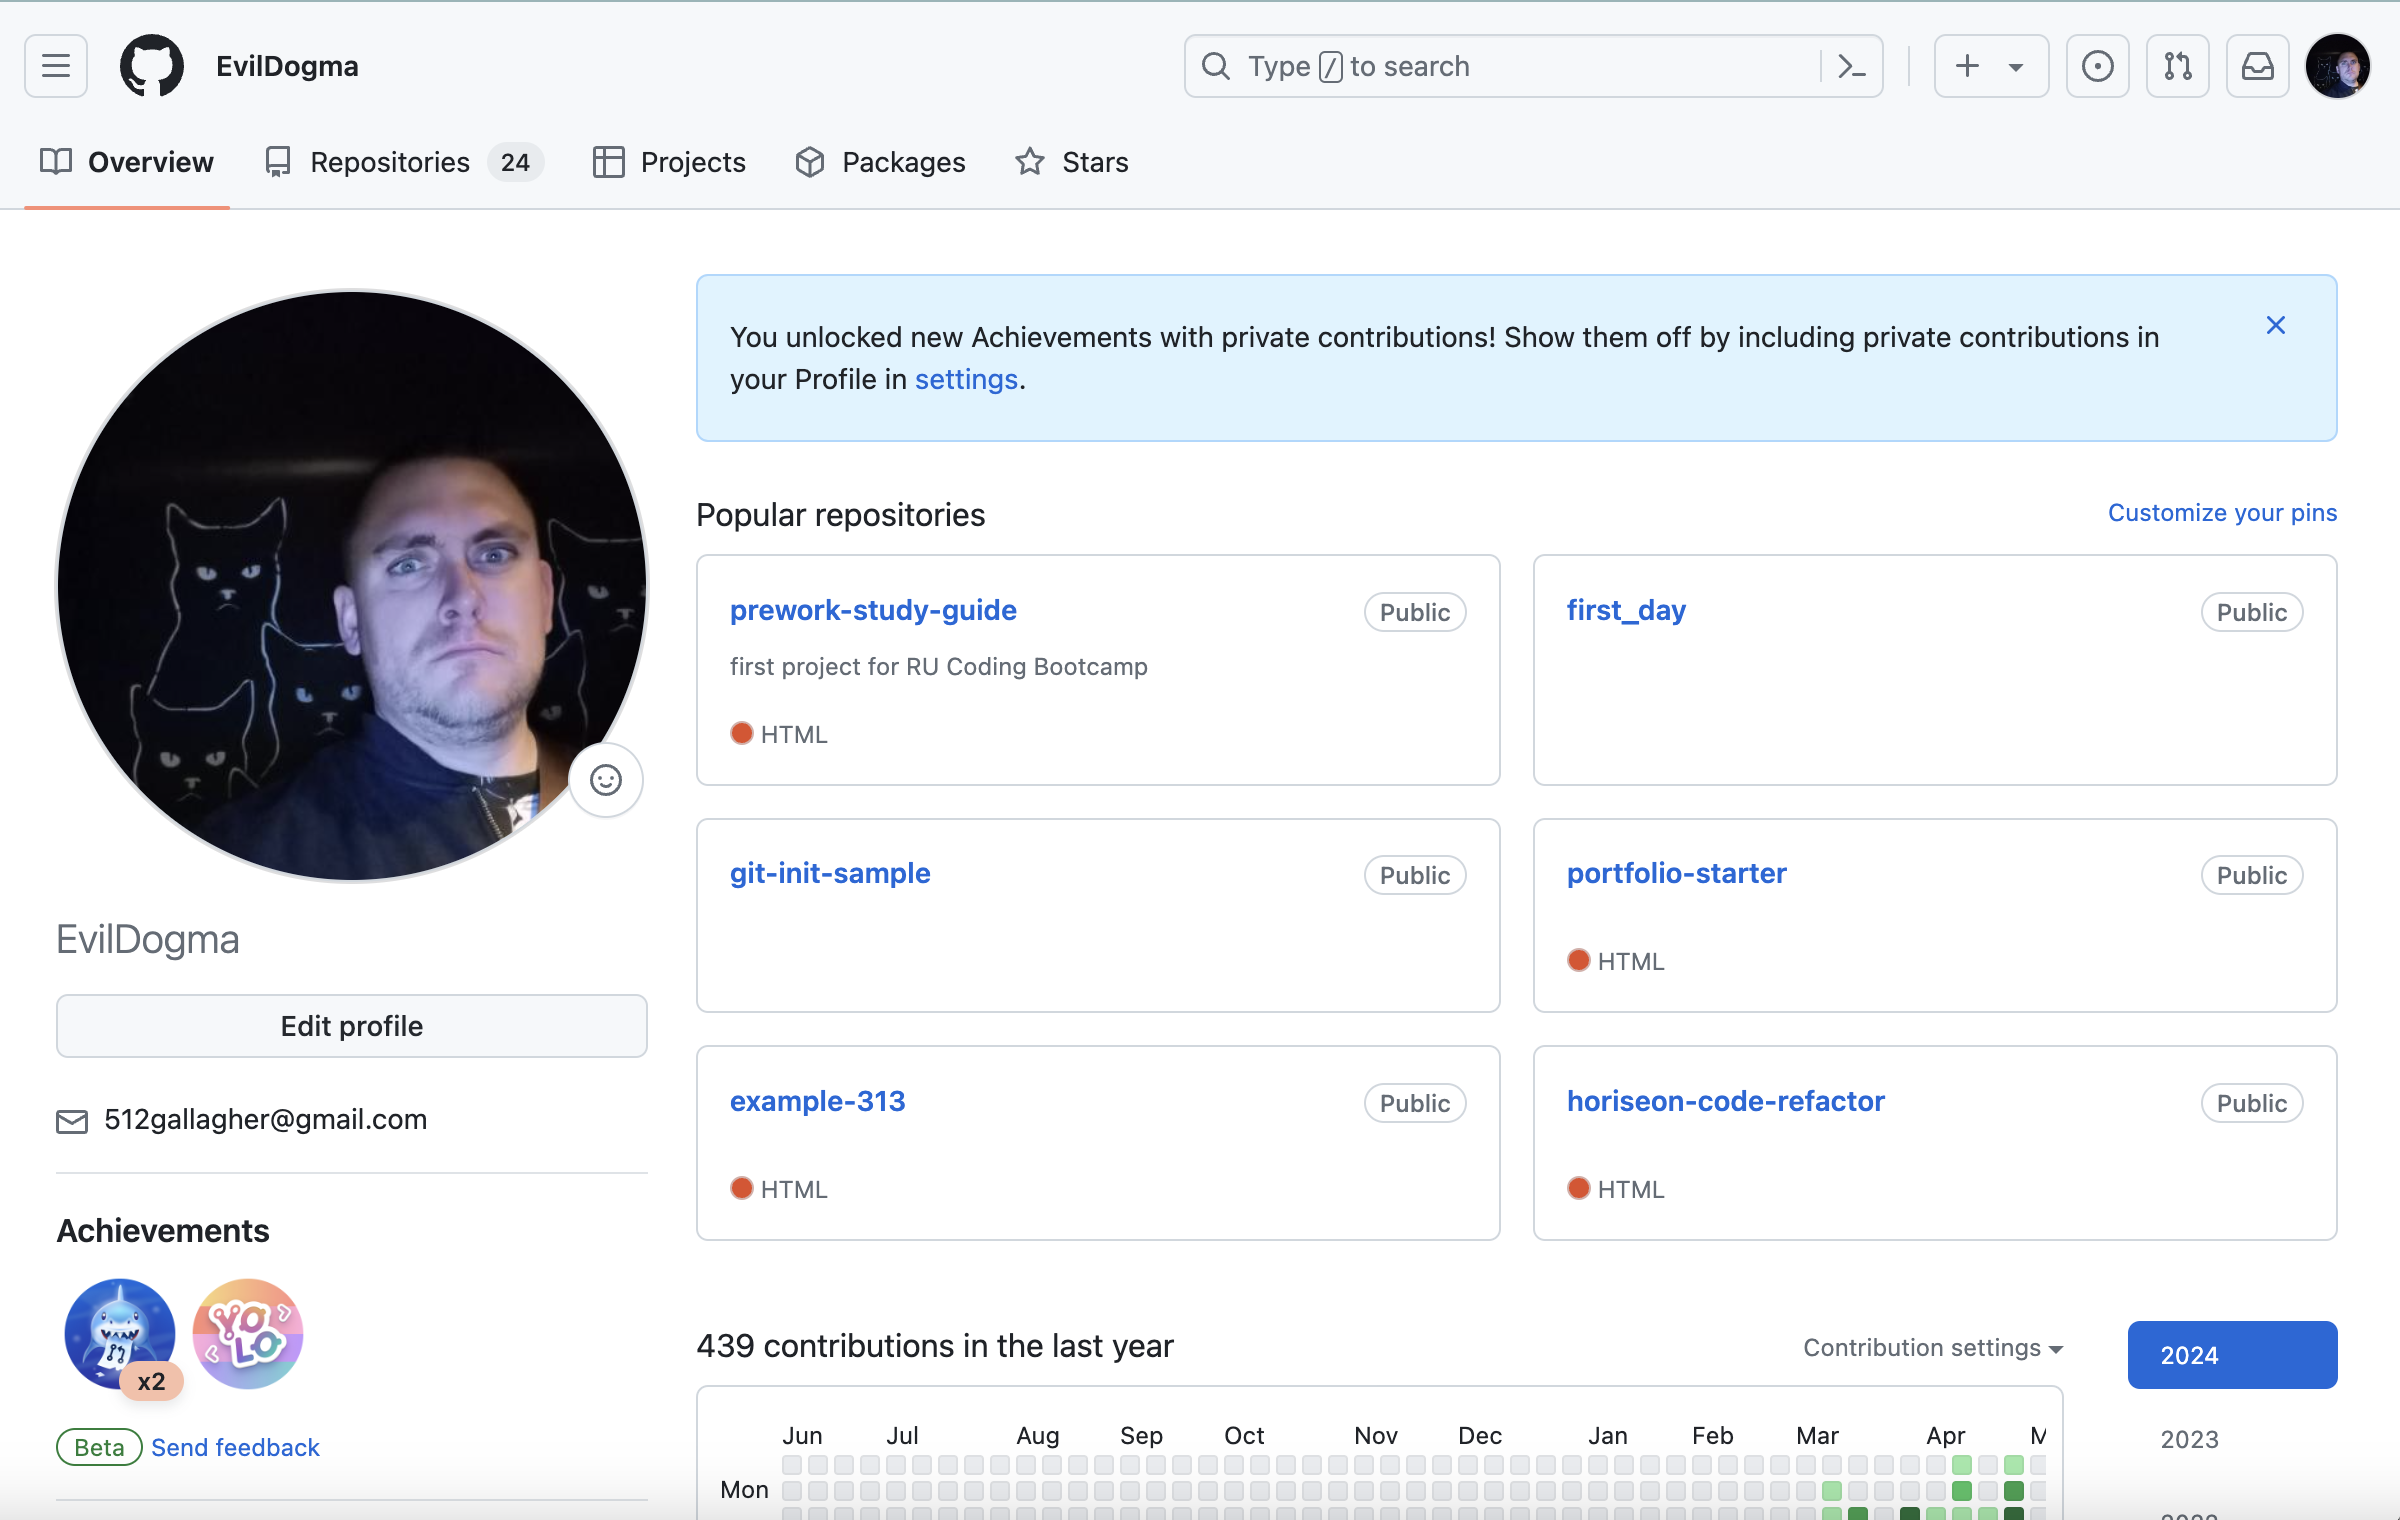 EvilDogma
Type / to search
Overview
Repositories 24
Projects
Packages
Stars
You unlocked new Achievements with private contributions! Show them off by including private contributions in
your Profile in settings.
Popular repositories
Customize your pins
prework-study-guide
Public
first project for RU Coding Bootcamp
HTML
first_day
Public
git-init-sample
Public
portfolio-starter
Public
HTML
example-313
Public
HTML
horiseon-code-refactor
Public
HTML
EvilDogma
Edit profile
512gallagher@gmail.com
Achievements
x2
YOLO
Beta Send feedback
439 contributions in the last year
Contribution settings
2024
2023
Jun Jul Aug Sep Oct Nov Dec Jan Feb Mar Apr M
Mon